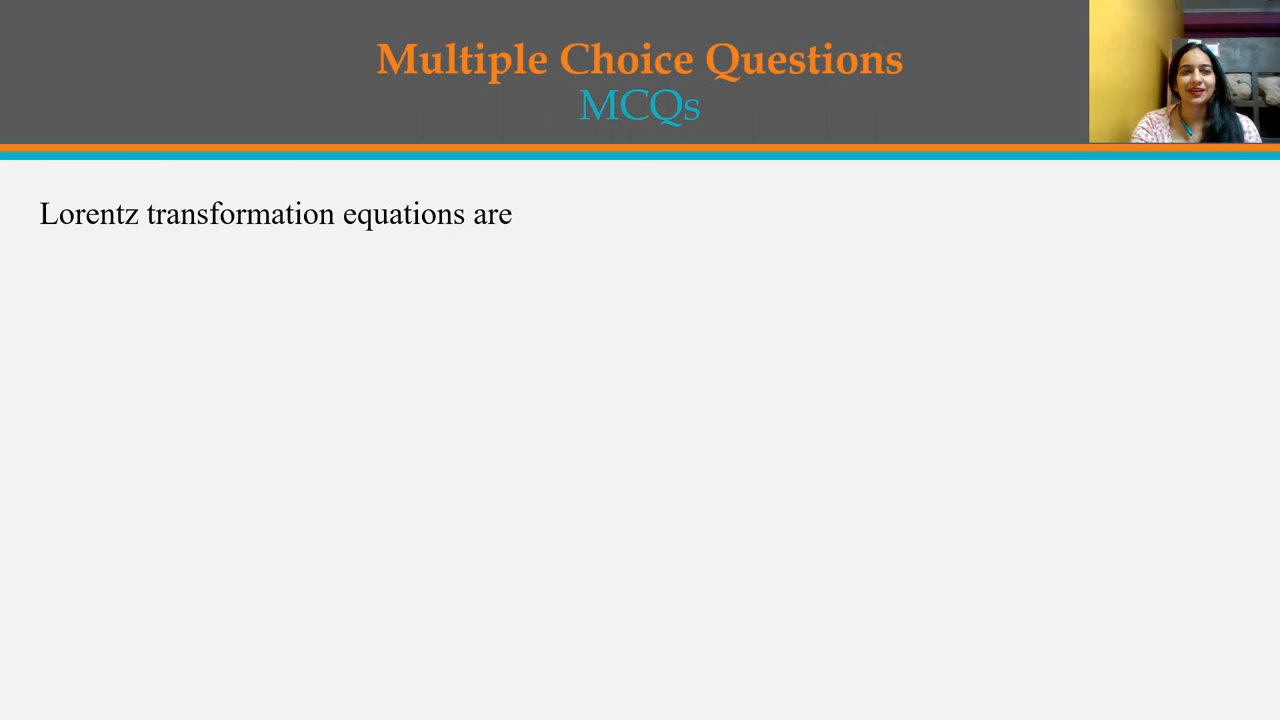 Multiple Choice Questions
MCQs
Lorentz transformation equations are